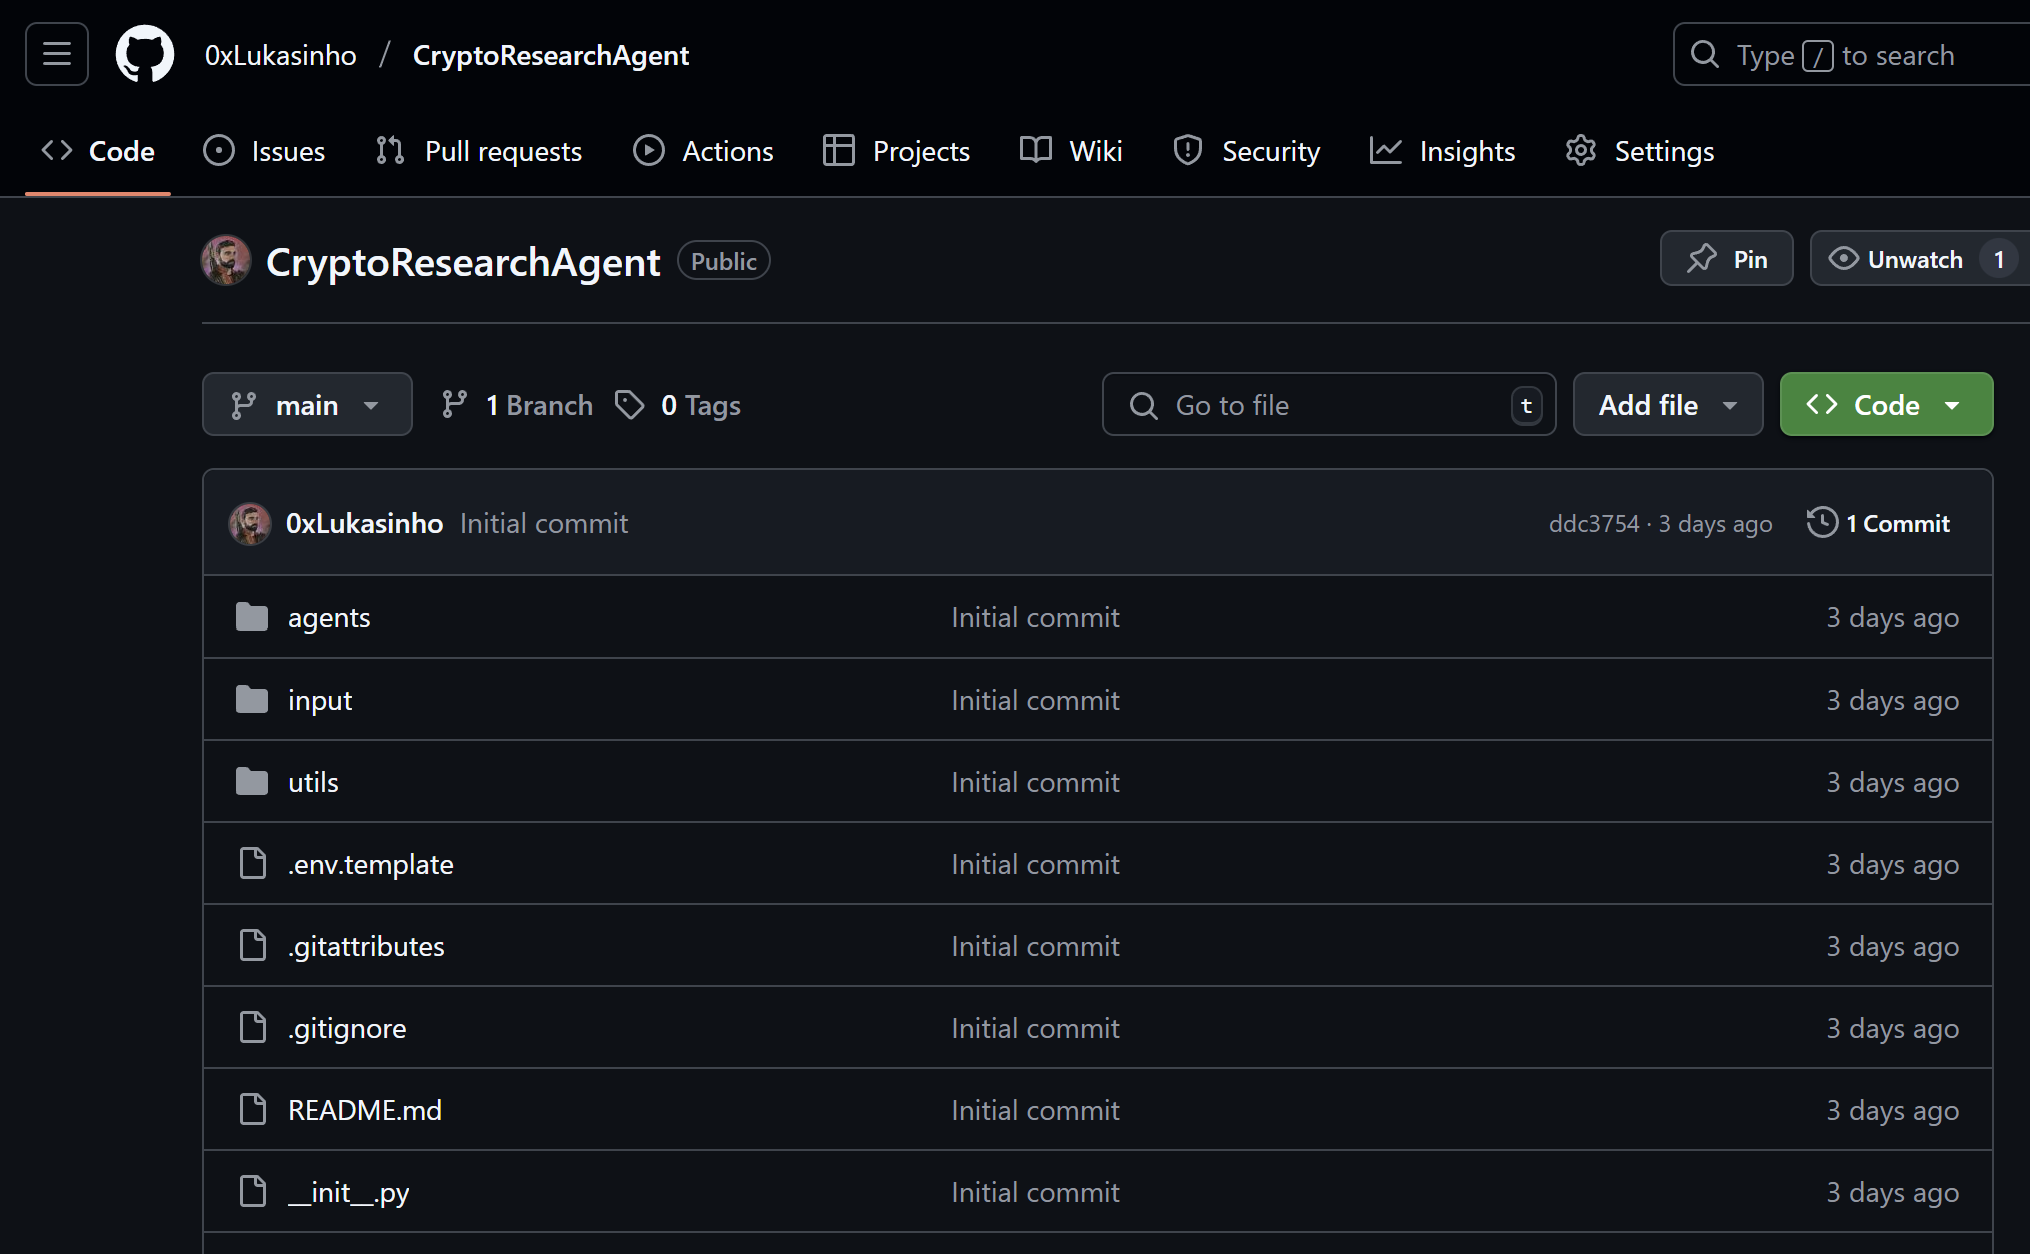 0xLukasinho / CryptoResearchAgent
Type / to search
Code Issues Pull requests Actions Projects Wiki Security Insights Settings
CryptoResearchAgent Public
Pin Unwatch 1
main 1 Branch 0 Tags
Go to file t Add file Code
0xLukasinho Initial commit ddc3754 · 3 days ago 1 Commit
agents Initial commit 3 days ago
input Initial commit 3 days ago
utils Initial commit 3 days ago
.env.template Initial commit 3 days ago
.gitattributes Initial commit 3 days ago
.gitignore Initial commit 3 days ago
README.md Initial commit 3 days ago
__init__.py Initial commit 3 days ago